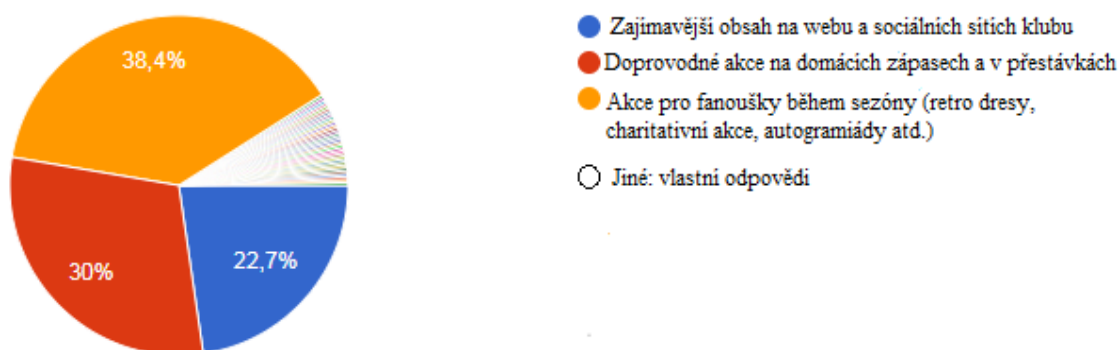 38,4%
30%
22,7%
Zajímavější obsah na webu a sociálních sítích klubu
Doprovodné akce na domácích zápasech a v přestávkách
Akce pro fanoušky během sezóny (retro dresy,
charitativní akce, autogramiády atd.)
Jiné: vlastní odpovědi